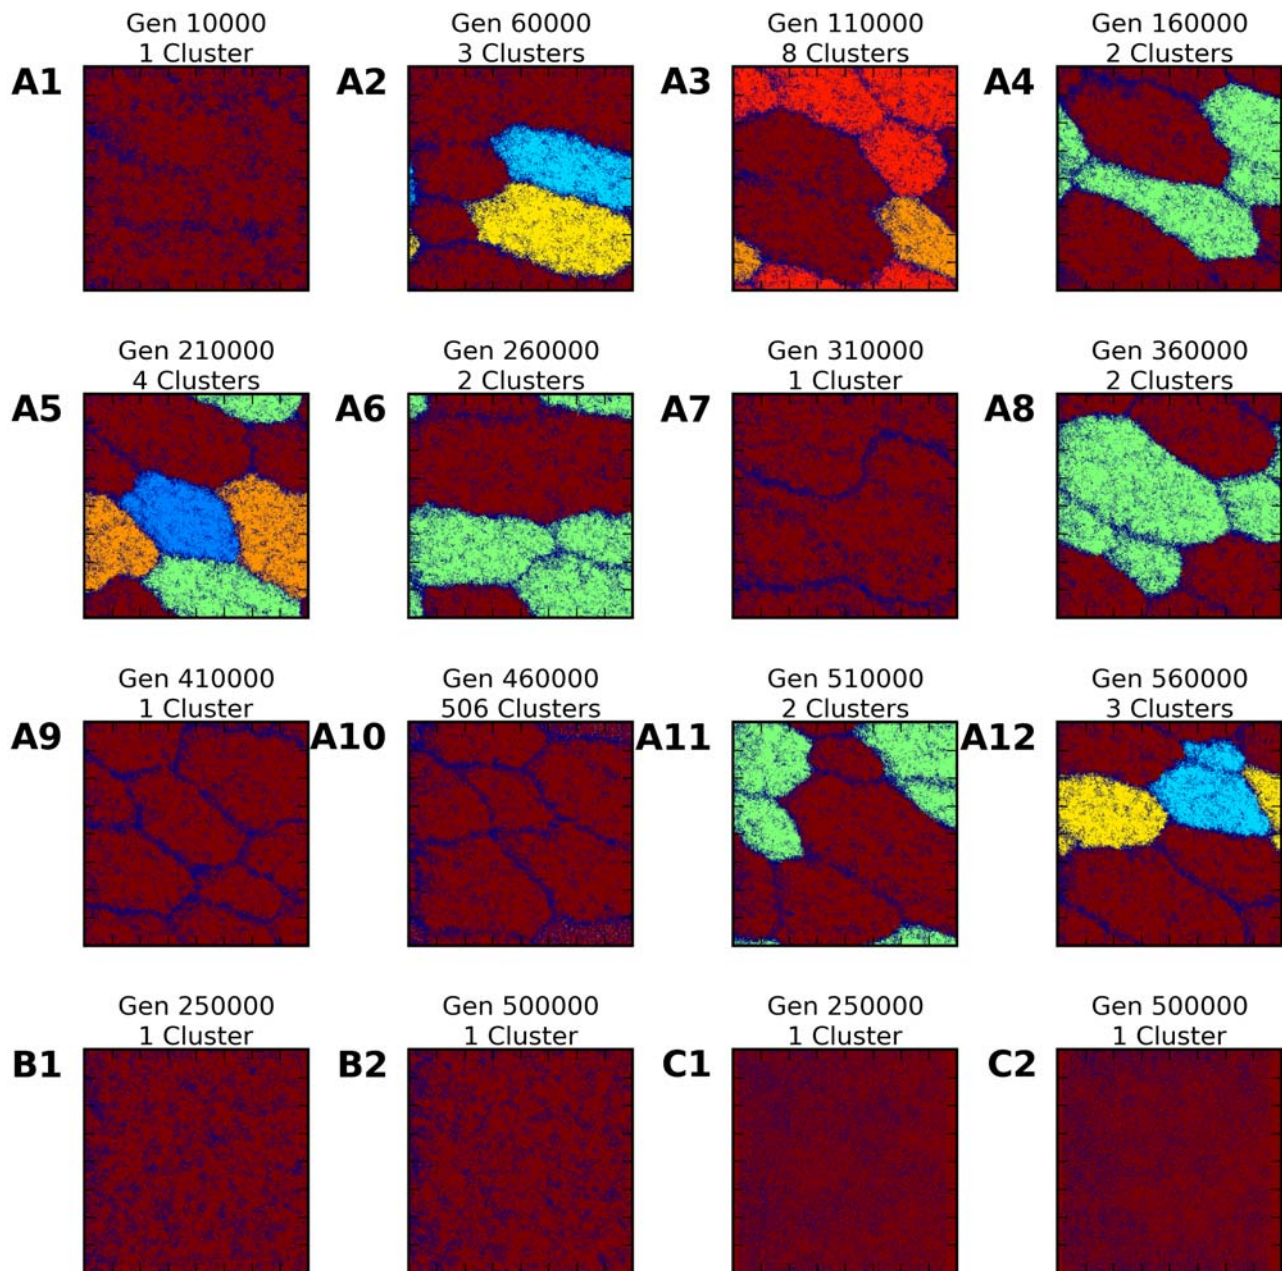 Gen 10000
1 Cluster
A1
Gen 60000
3 Clusters
A2
Gen 110000
8 Clusters
A3
Gen 160000
2 Clusters
A4
Gen 210000
4 Clusters
A5
Gen 260000
2 Clusters
A6
Gen 310000
1 Cluster
A7
Gen 360000
2 Clusters
A8
Gen 410000
1 Cluster
A9
Gen 460000
506 Clusters
A10
Gen 510000
2 Clusters
A11
Gen 560000
3 Clusters
A12
Gen 250000
1 Cluster
B1
Gen 500000
1 Cluster
B2
Gen 250000
1 Cluster
C1
Gen 500000
1 Cluster
C2